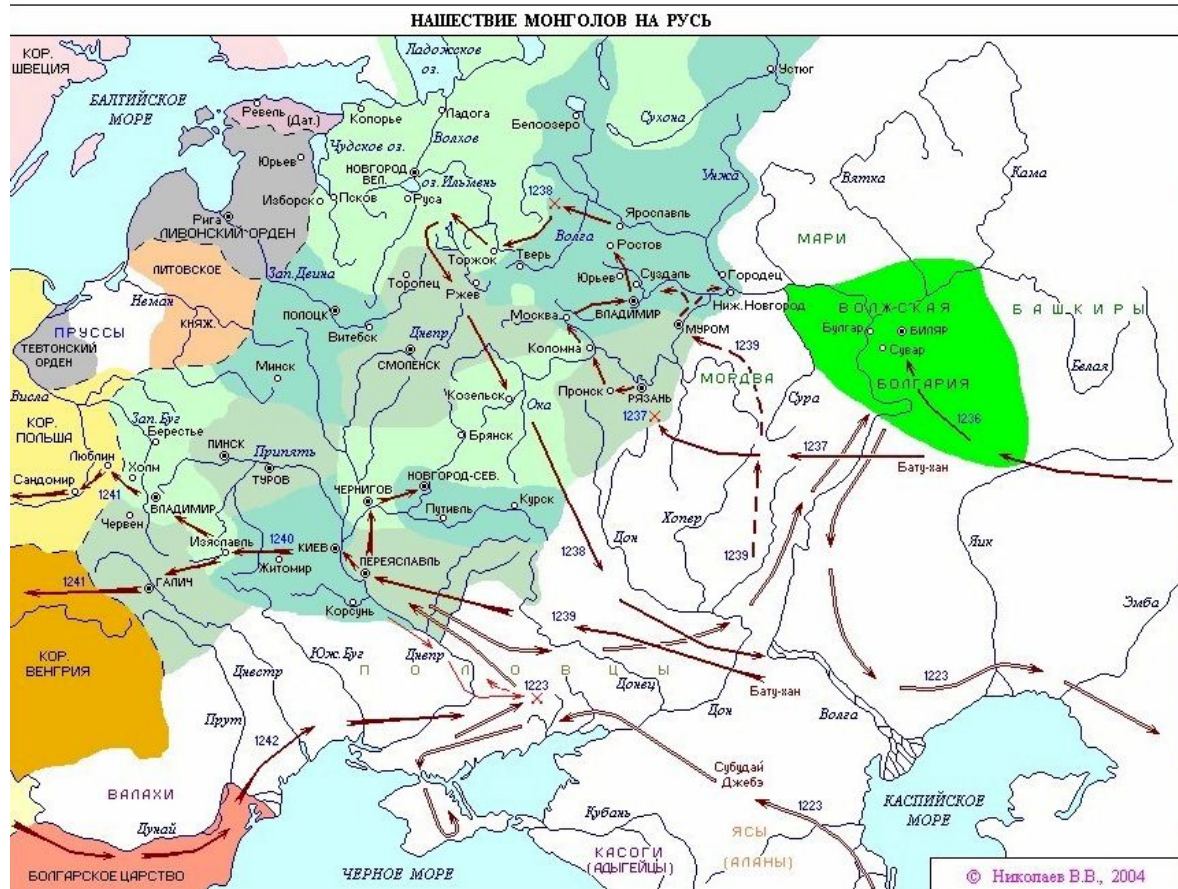 НАШЕСТВИЕ МОНГОЛОВ НА РУСЬ
КОР.
ШВЕЦИЯ
Ладожское
оз.
Устюг
БАЛТИЙСКОЕ
МОРЕ
Ревель
(Дат.)
Копорье
Ладога
Белоозеро
Сухона
Чудское оз.
Волхов
Юрьев
НОВГОРОД
ВЕЛ.
оз. Ильмень
Изборск
Псков
Руса
1238
Унжа
Вятка
Кама
Рига
ЛИВОНСКИЙ ОРДЕН
Ярославль
МАРИ
Волга
Ростов
Торжок
Тверь
ЛИТОВСКОЕ
Зап. Двина
Торопец
Юрьев
Суздаль
Городец
Неман
Ржев
Ниж. Новгород
ВЛАДИМИР
ВОЛЖСКАЯ
БАШКИРЫ
КНЯЖ.
ПОЛОЦК
Москва
ПРУССЫ
Витебск
Днепр
МУРОМ
Булгар
БИЛЯР
ТЕВТОНСКИЙ
ОРДЕН
СМОЛЕНСК
Коломна
1239
Сувар
Минск
МОРДВА
Белая
Пронск
РЯЗАНЬ
БОЛГАРИЯ
Висла
Козельск
Ока
Сура
Зап. Буг
1237
1236
КОР.
ПОЛЬША
Берестье
ПИНСК
Брянск
1237
Люблин
Припять
Холм
ТУРОВ
Бату-хан
Сандомир
НОВГОРОД-СЕВ.
1241
ЧЕРНИГОВ
ВЛАДИМИР
Путивль
Курск
Хопер
Червен
Дон
Изяславль
1240
КИЕВ
Яик
1238
1239
Житомир
ПЕРЕЯСЛАВЛЬ
1241
ГАЛИЧ
Корсунь
Эмба
1239
КОР.
ВЕНГРИЯ
Днестр
Юж. Буг
Днепр
ПОЛОВЦЫ
1223
Донец
Бату-хан
1223
Прут
Дон
Волга
1242
Субудай
Джебэ
ВАЛАХИ
1223
КАСПИЙСКОЕ
МОРЕ
Дунай
Кубань
ЯСЫ
(АЛАНЫ)
КАСОГИ
(АДЫГЕЙЦЫ)
БОЛГАРСКОЕ ЦАРСТВО
ЧЕРНОЕ МОРЕ
© Николаев В.В., 2004